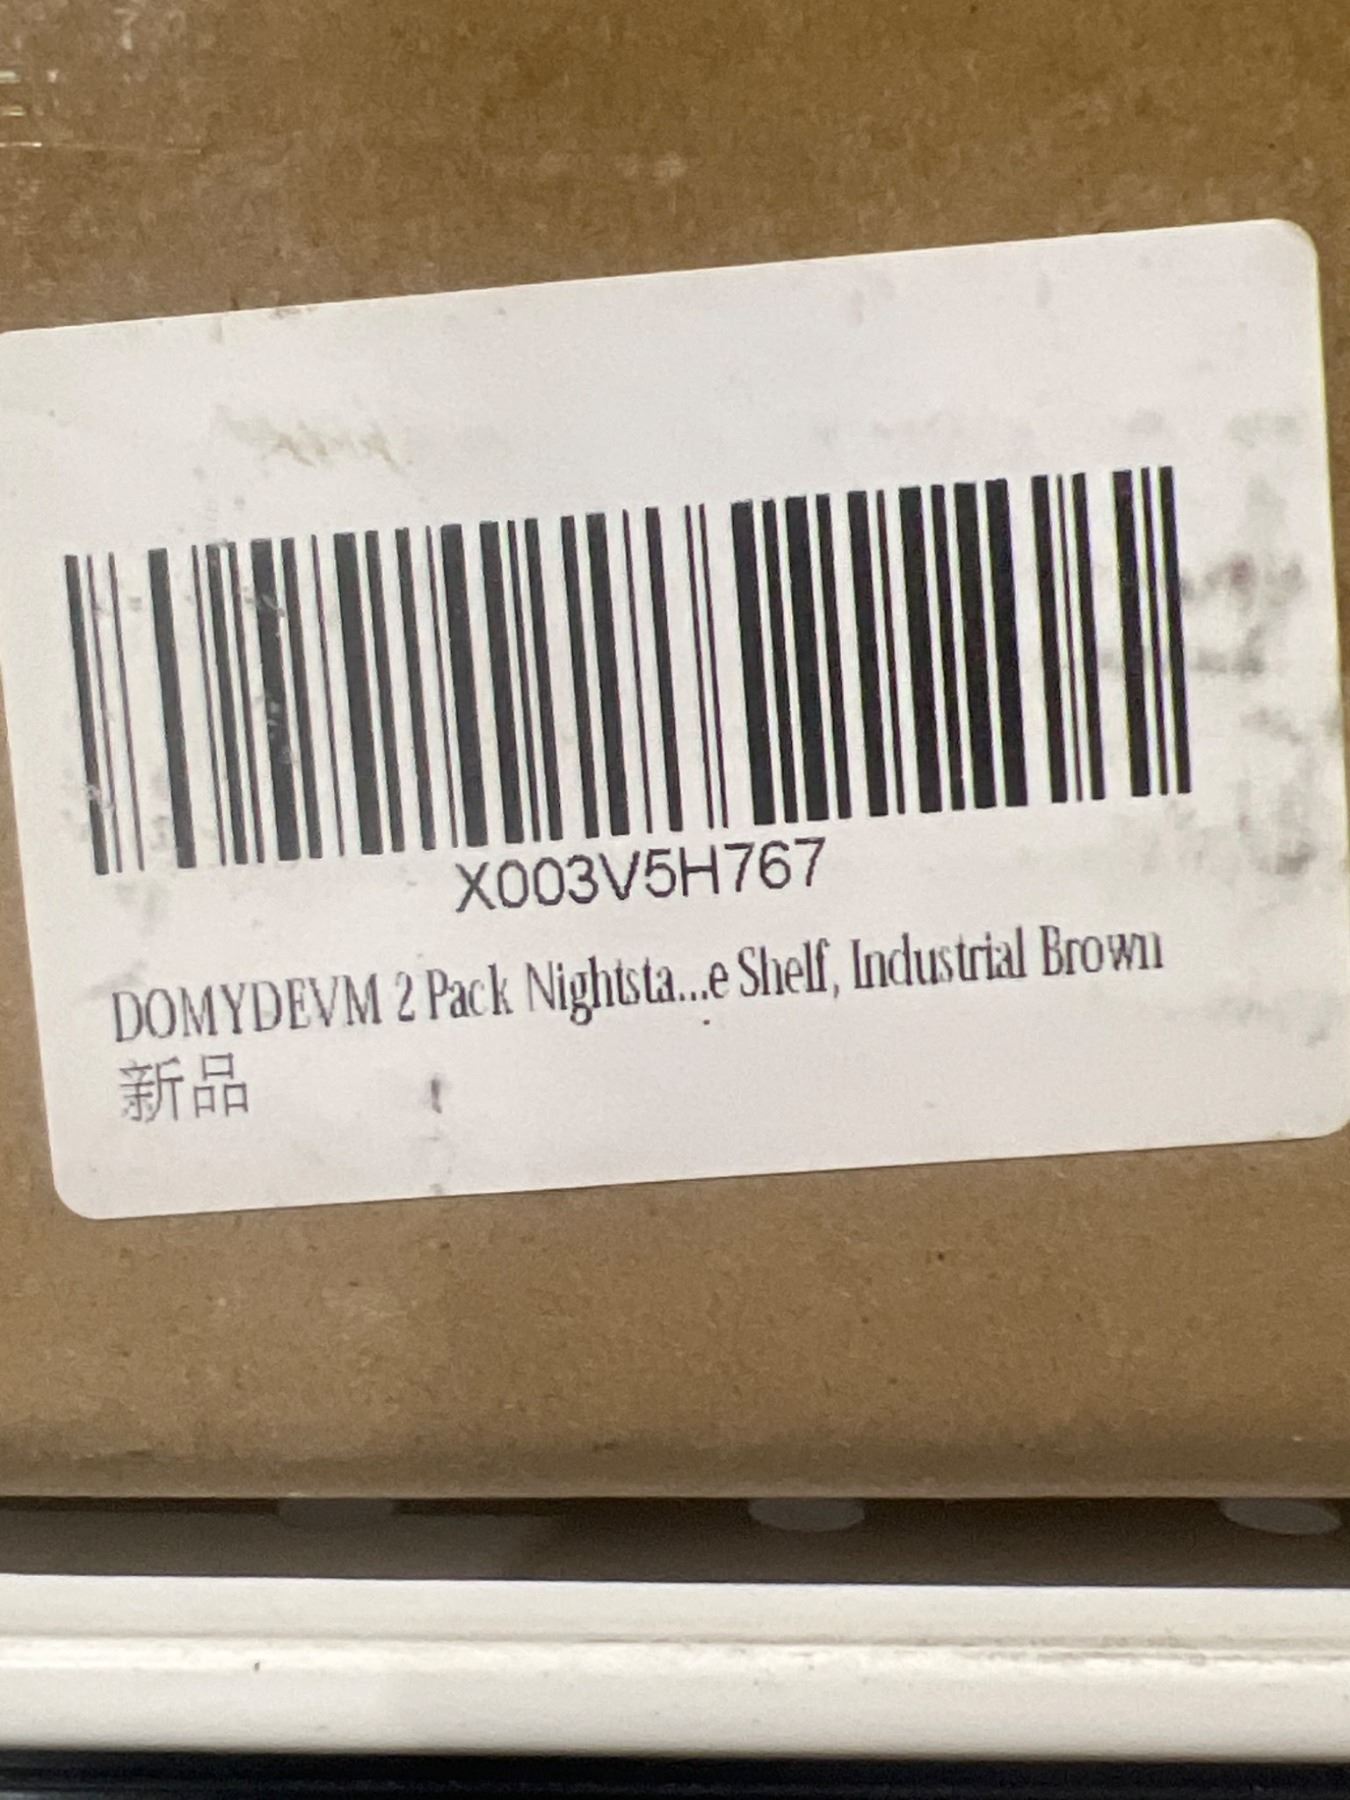 X003V5H767
DOMYDEVM 2 Pack Nightsta...e Shelf, Industrial Brown
新品